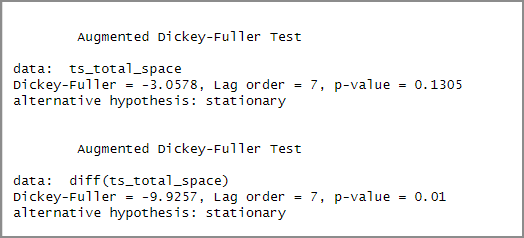 Augmented Dickey-Fuller Test
data:  ts_total_space
Dickey-Fuller = -3.0578, Lag order = 7, p-value = 0.1305
alternative hypothesis: stationary
Augmented Dickey-Fuller Test
data:  diff(ts_total_space)
Dickey-Fuller = -9.9257, Lag order = 7, p-value = 0.01
alternative hypothesis: stationary